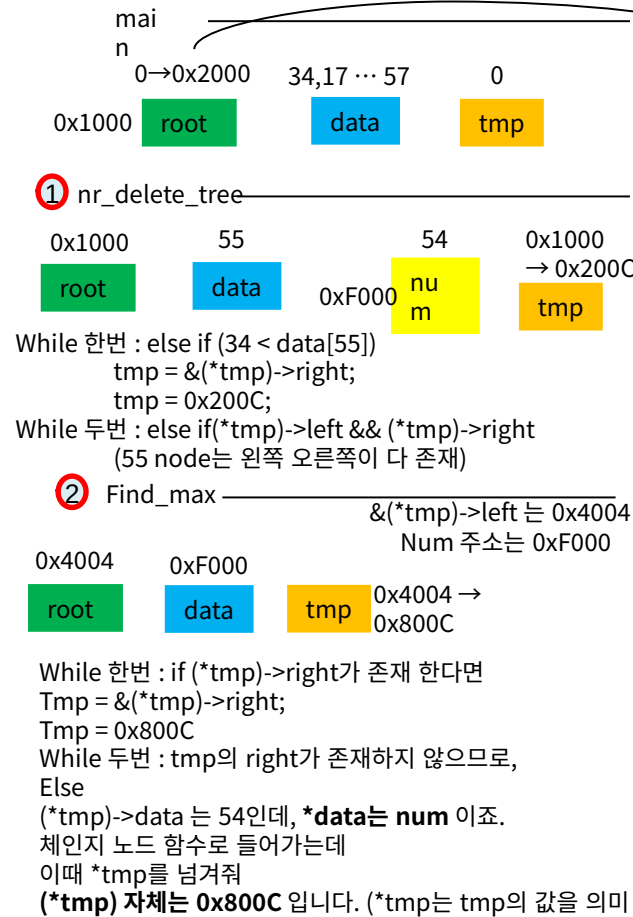 mai
n
0→0x2000 34,17 … 57 0
0x1000 root data tmp
1 nr_delete_tree
0x1000 55 54 0x1000
→ 0x200C
root data 0xF000 nu
m tmp
While 한번 : else if (34 < data[55])
tmp = &(*tmp)->right;
tmp = 0x200C;
While 두번 : else if(*tmp)->left && (*tmp)->right
(55 node는 왼쪽 오른쪽이 다 존재)
2 Find_max
&(*tmp)->left 는 0x4004
Num 주소는 0xF000
0x4004 0xF000
root data tmp 0x4004 →
0x800C
While 한번 : if (*tmp)->right가 존재 한다면
Tmp = &(*tmp)->right;
Tmp = 0x800C
While 두번 : tmp의 right가 존재하지 않으므로,
Else
(*tmp)->data 는 54인데, *data는 num 이죠.
체인지 노드 함수로 들어가는데
이때 *tmp를 넘겨줘
(*tmp) 자체는 0x800C 입니다. (*tmp는 tmp의 값을 의미